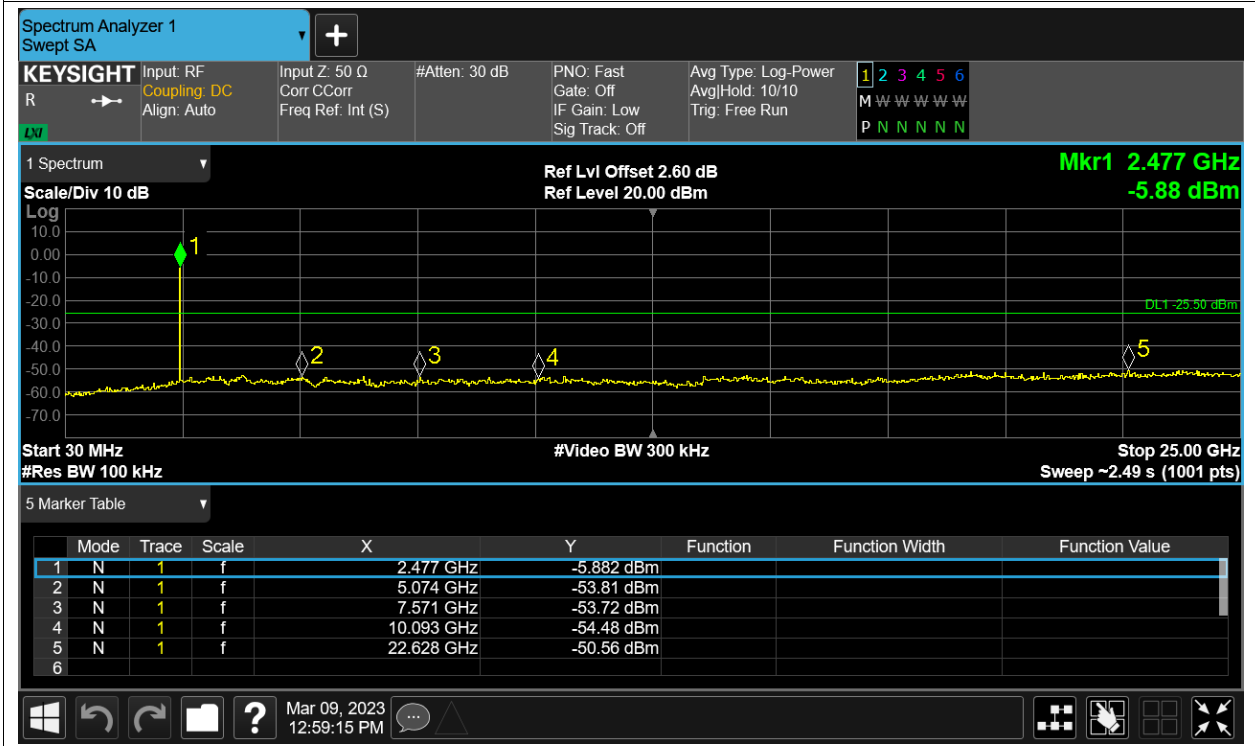 Spectrum Analyzer 1
Swept SA
KEYSIGHT
R
LXI
Input: RF
Coupling: DC
Align: Auto
Input Z: 50 Ω
Corr CCorr
Freq Ref: Int (S)
#Atten: 30 dB
PNO: Fast
Gate: Off
IF Gain: Low
Sig Track: Off
Avg Type: Log-Power
Avg|Hold: 10/10
Trig: Free Run
1 2 3 4 5 6
M W W W W W
P N N N N N
1 Spectrum
Scale/Div 10 dB
Ref Lvl Offset 2.60 dB
Ref Level 20.00 dBm
Mkr1 2.477 GHz
-5.88 dBm
Log
10.0
0.00
-10.0
-20.0
-30.0
-40.0
-50.0
-60.0
-70.0
1
2
3
4
5
DL1 -25.50 dBm
Start 30 MHz
#Res BW 100 kHz
#Video BW 300 kHz
Stop 25.00 GHz
Sweep ~2.49 s (1001 pts)
5 Marker Table
Mode Trace Scale X Y Function Function Width Function Value
1 N 1 f 2.477 GHz -5.882 dBm
2 N 1 f 5.074 GHz -53.81 dBm
3 N 1 f 7.571 GHz -53.72 dBm
4 N 1 f 10.093 GHz -54.48 dBm
5 N 1 f 22.628 GHz -50.56 dBm
6
?
Mar 09, 2023
12:59:15 PM